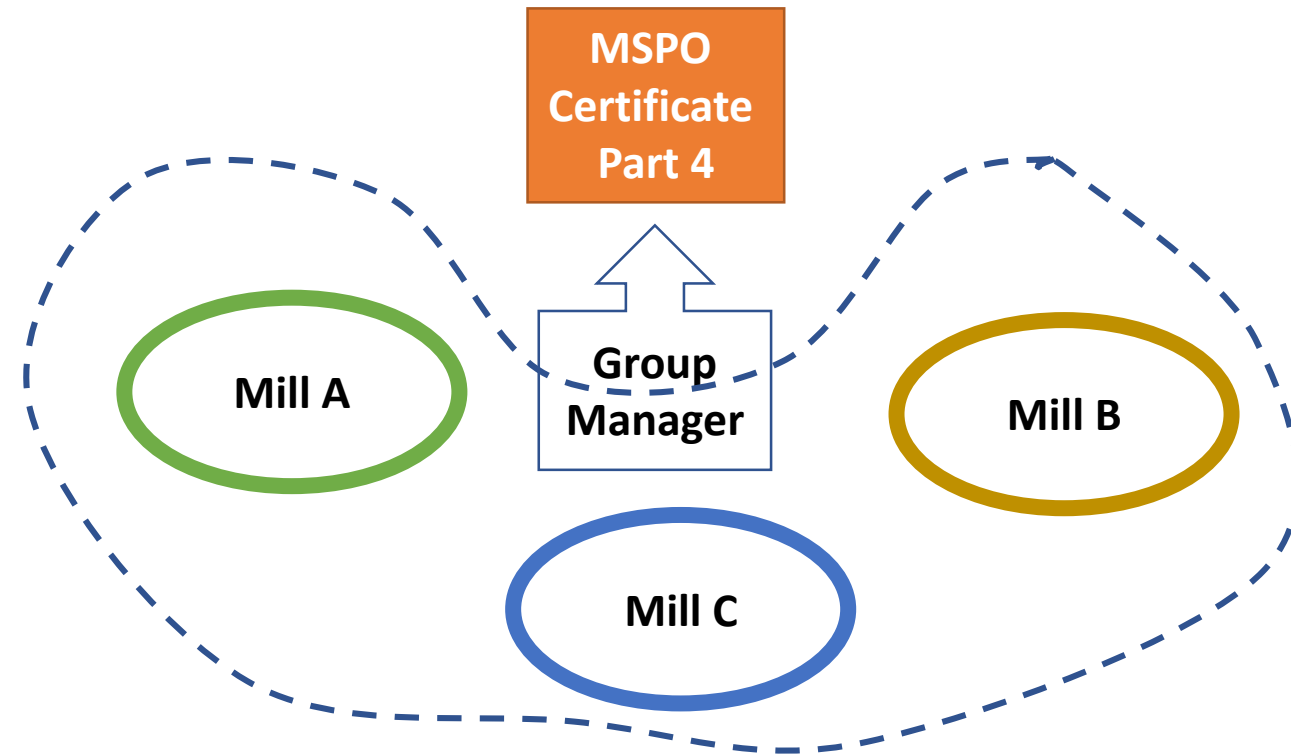 MSPO
Certificate
Part 4
Group
Manager
Mill A
Mill B
Mill C